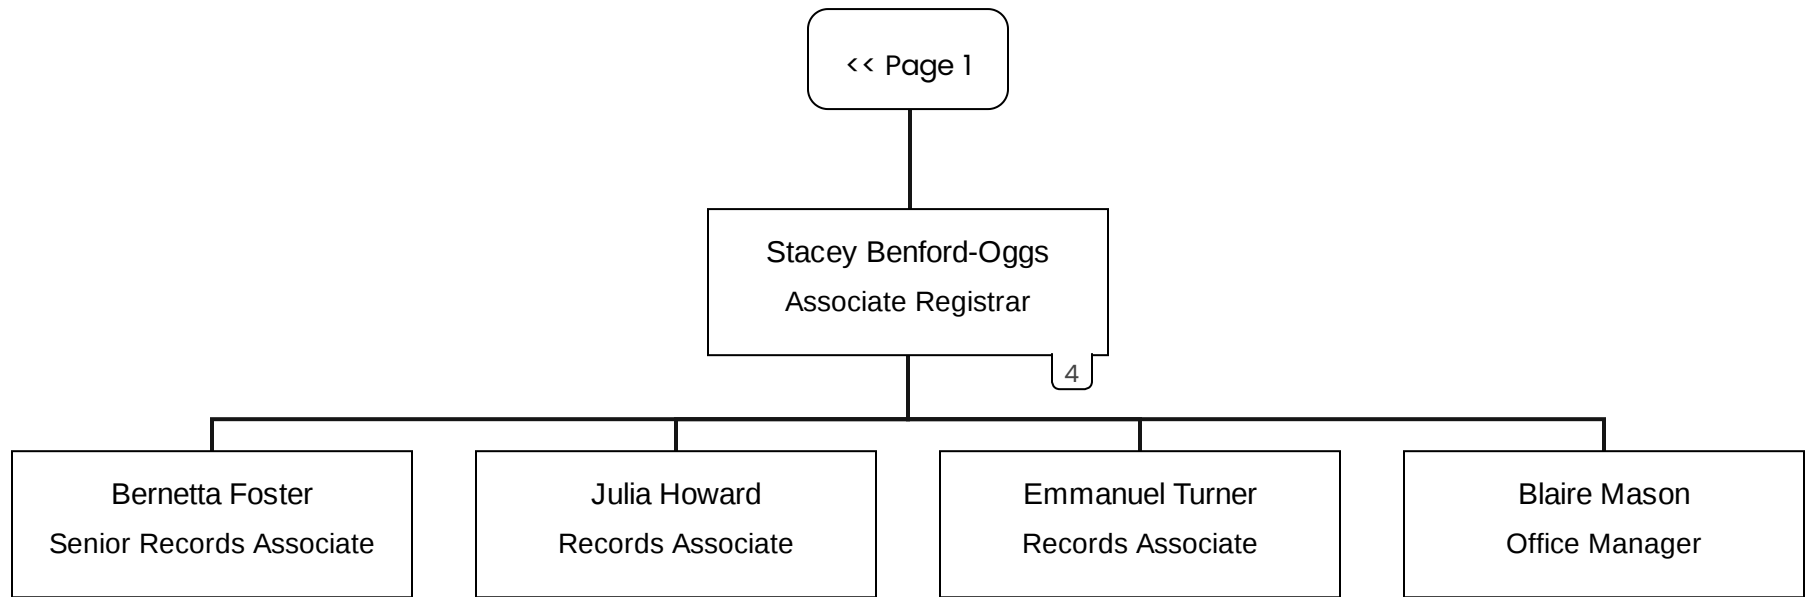 << Page 1
Stacey Benford-Oggs
Associate Registrar
4
Bernetta Foster
Senior Records Associate
Julia Howard
Records Associate
Emmanuel Turner
Records Associate
Blaire Mason
Office Manager